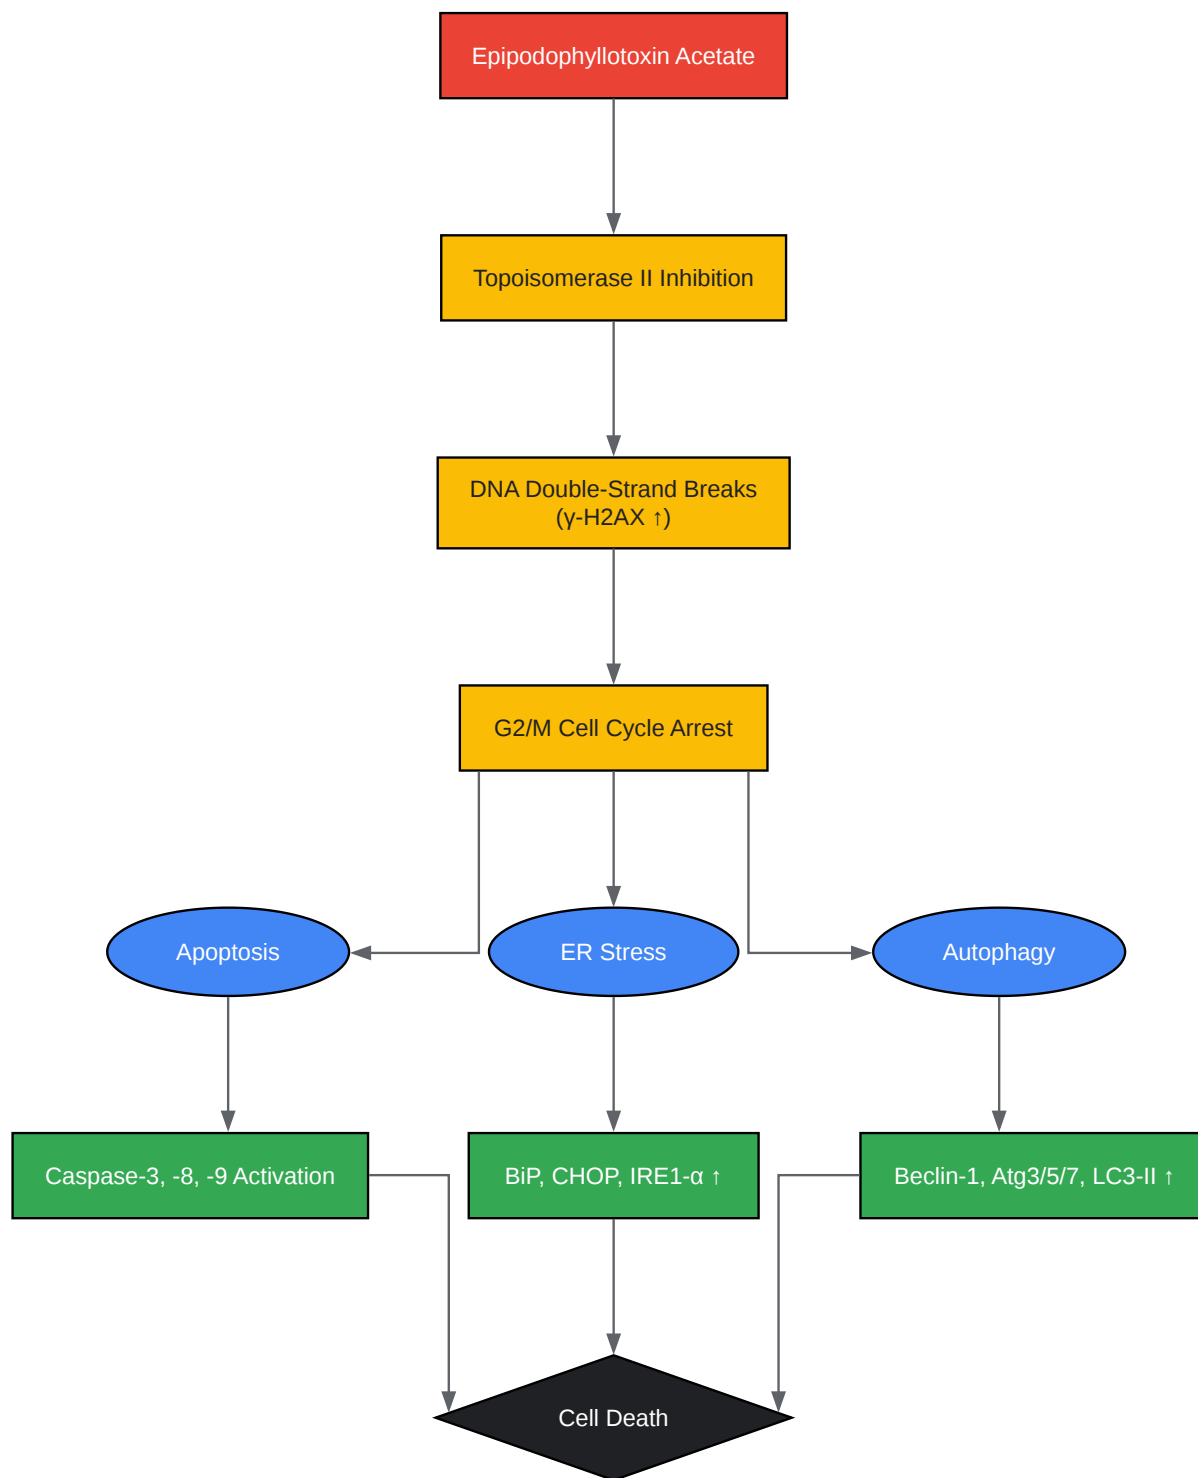 Epipodophyllotoxin Acetate
Topoisomerase II Inhibition
DNA Double-Strand Breaks
(γ-H2AX ↑)
G2/M Cell Cycle Arrest
Apoptosis
ER Stress
Autophagy
Caspase-3, -8, -9 Activation
BiP, CHOP, IRE1-α ↑
Beclin-1, Atg3/5/7, LC3-II ↑
Cell Death